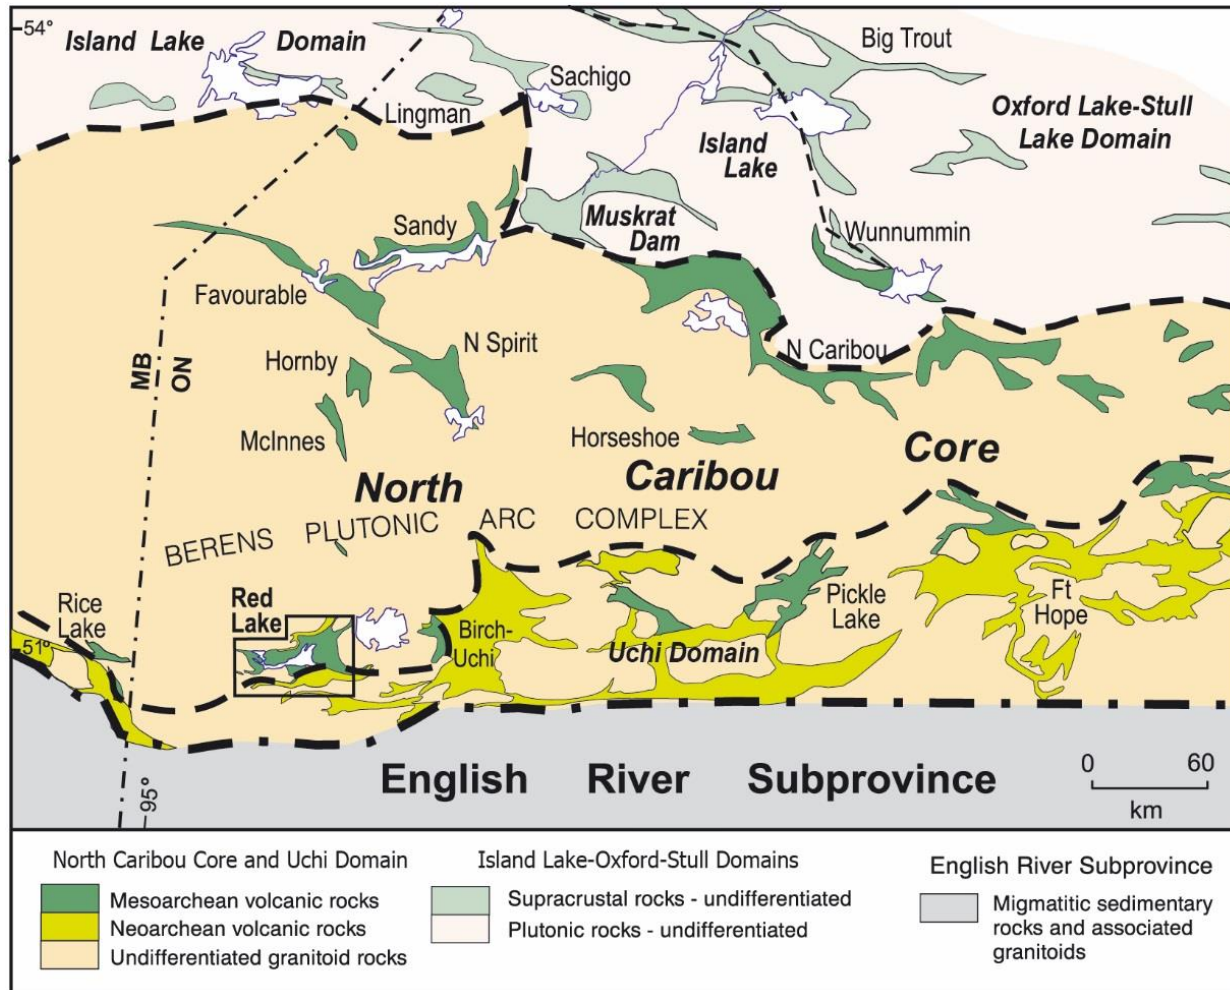 54°
Island Lake Domain
Big Trout
Sachigo
Lingman
Oxford Lake-Stull
Lake Domain
Island
Lake
Muskrat
Dam
Sandy
Wunnummin
Favourable
MB
ON
N Spirit
N Caribou
Hornby
McInnes
Horseshoe
North Caribou Core
BERENS PLUTONIC ARC COMPLEX
Rice
Lake
Red
Lake
51°
Birch-
Uchi
Uchi Domain
Pickle
Lake
Ft
Hope
English River Subprovince
95°
0 60
km
North Caribou Core and Uchi Domain
Mesoarchean volcanic rocks
Neoarchean volcanic rocks
Undifferentiated granitoid rocks
Island Lake-Oxford-Stull Domains
Supracrustal rocks - undifferentiated
Plutonic rocks - undifferentiated
English River Subprovince
Migmatitic sedimentary
rocks and associated
granitoids